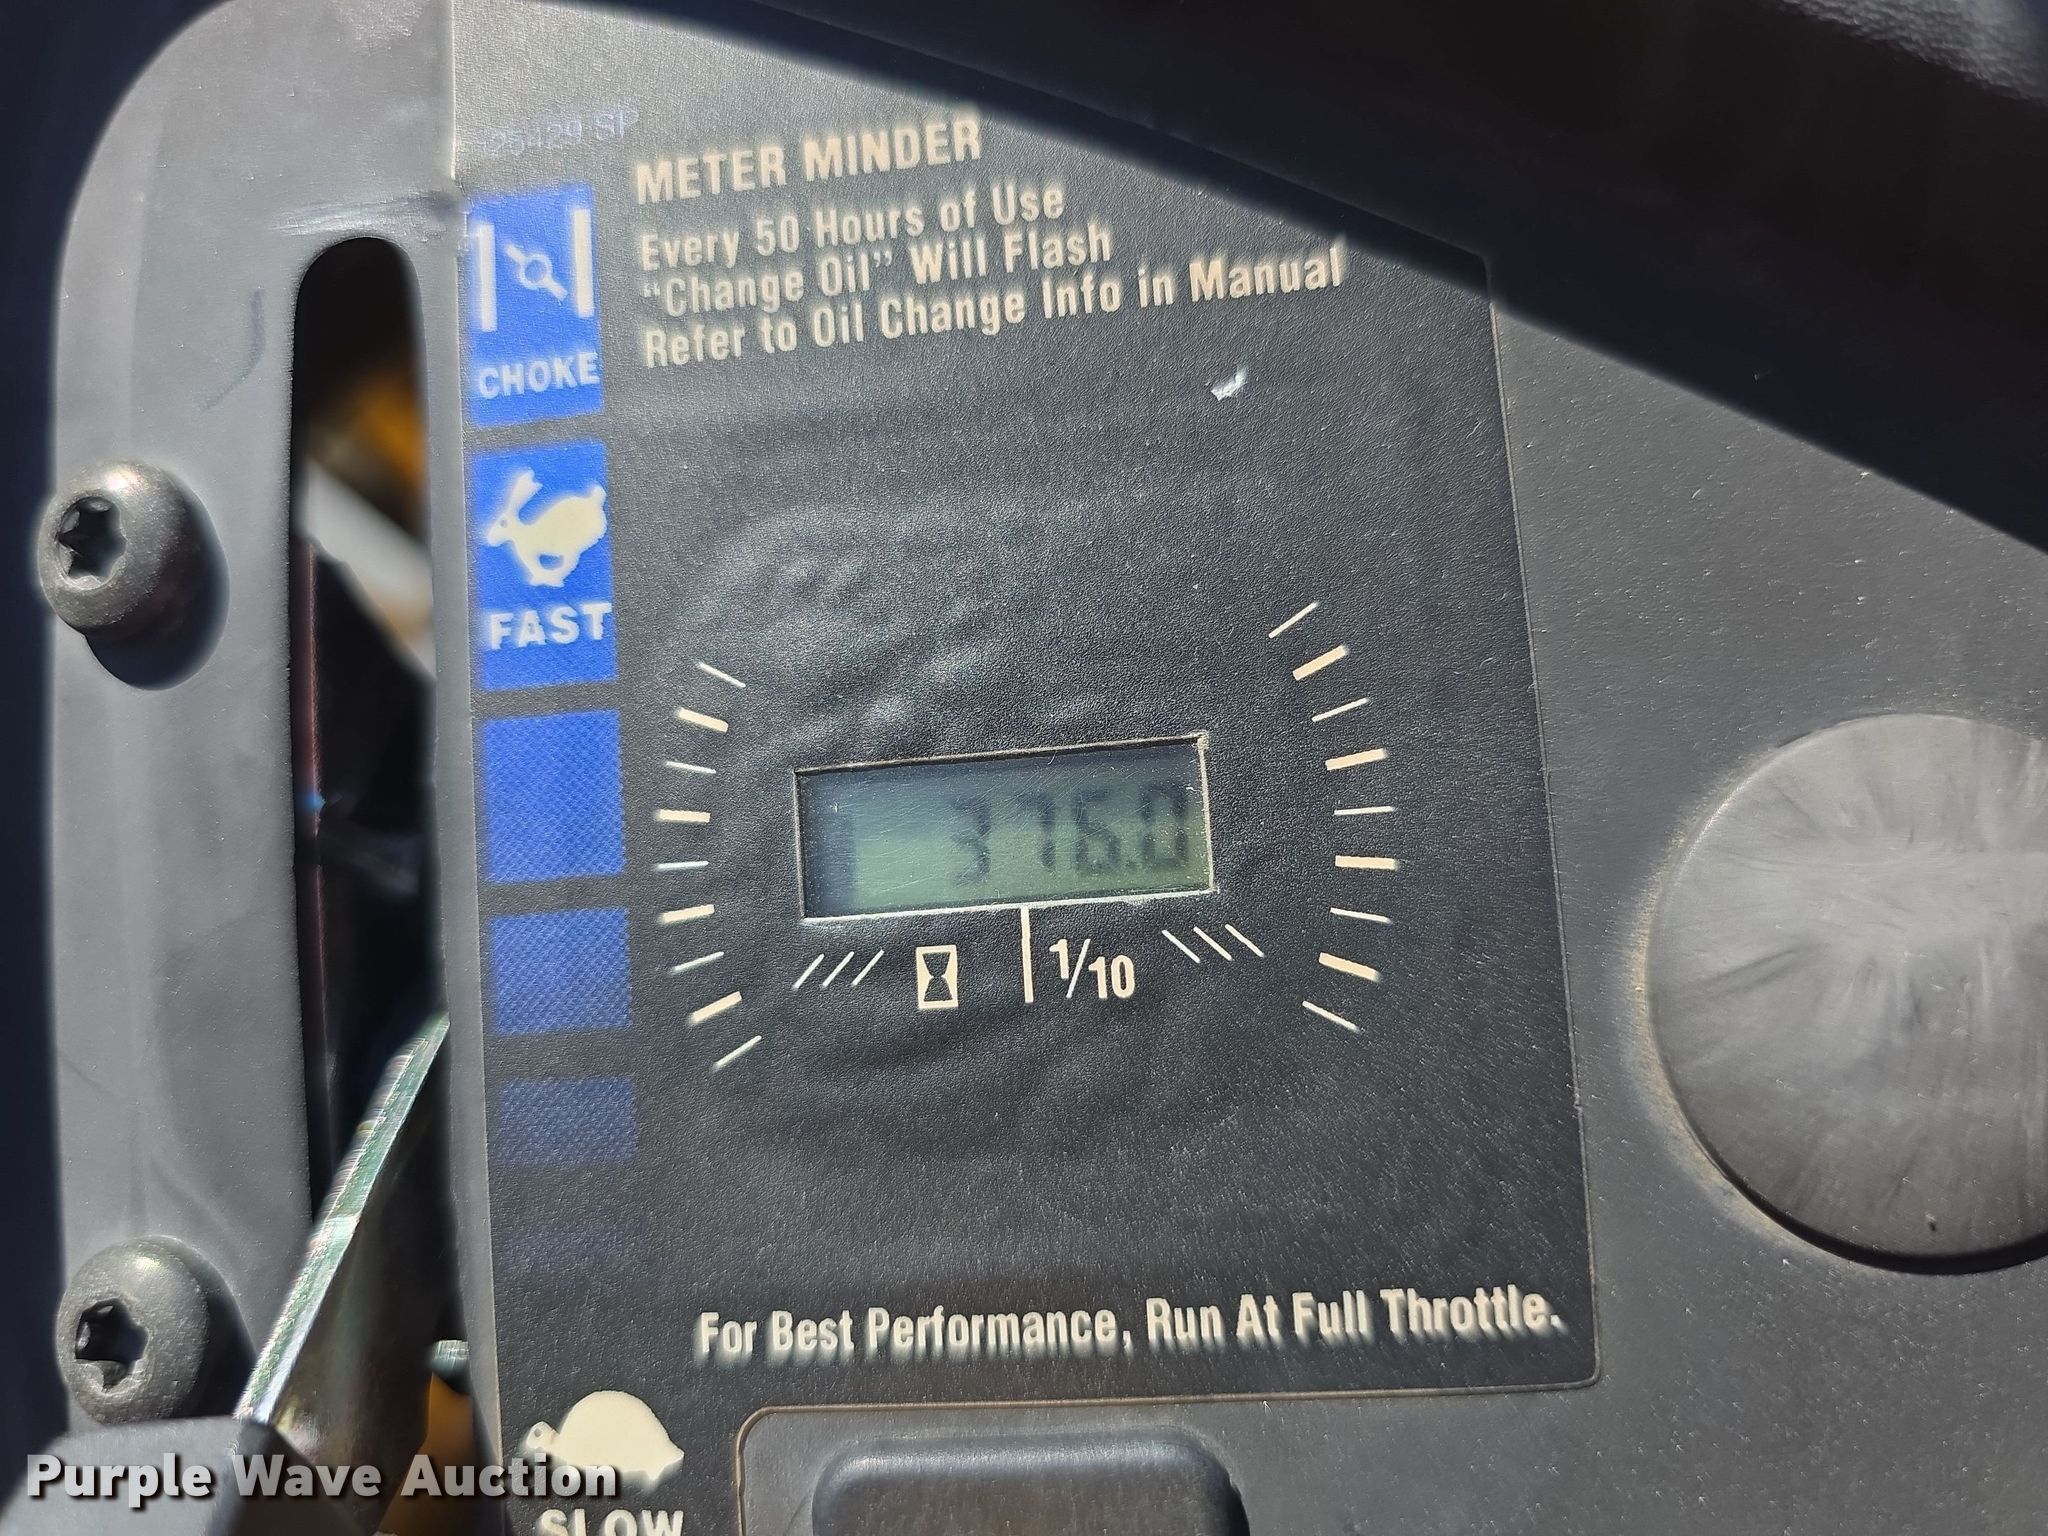 METER MINDER
Every 50 Hours of Use
“Change Oil” Will Flash
Refer to Oil Change Info in Manual
CHOKE
FAST
376.0
1/10
For Best Performance, Run At Full Throttle.
SLOW
Purple Wave Auction